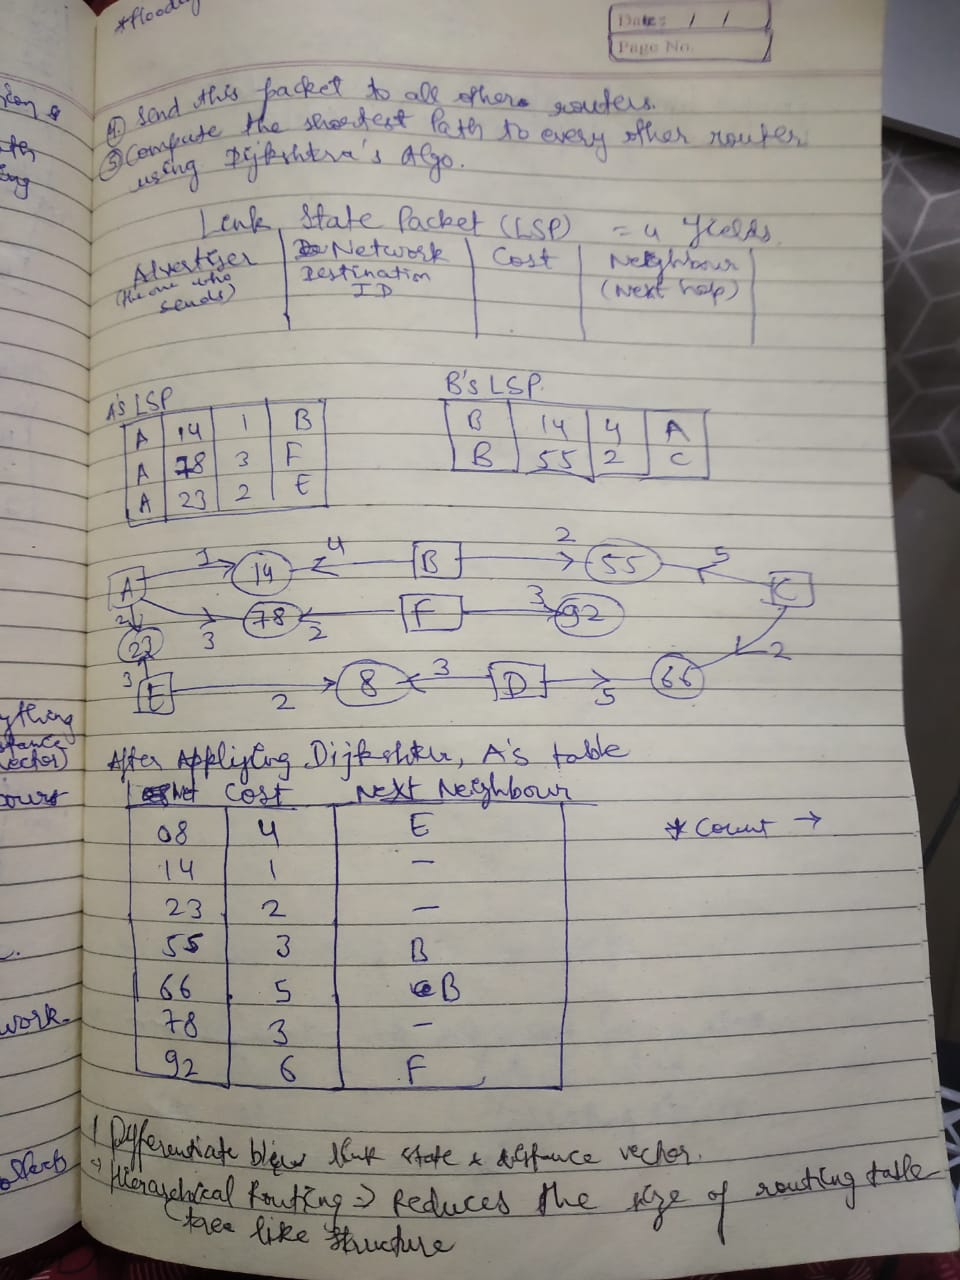 *flooding
Date: / /
Page No.
④ Send this packet to all others routers.
⑤ Compute the shortest Path to every other router
using Dijkshtra's Algo.
Link State Packet (LSP) = 4 fields.
Advertiser
(the one who
sends)
Network
Destination
ID
Cost
Neighbour
(Next hop)
A's LSP
A 14 1 B
A 78 3 F
A 23 2 E
B's LSP
B 14 4 A
B 55 2 C
A 1 14 4 B 2 55 5 C
2 3 78 2 F 3 92
23
3 E 2 8 3 D 5 66 2
After Applying Dijkshtra, A's table
Net Cost Next Neighbour
08 4 E
14 1 —
23 2 —
55 3 B
66 5 B
78 3 —
92 6 F
* Count →
Differentiate b/w link state & distance vector.
→ Hierarchical Routing => Reduces the size of routing table
tree like structure